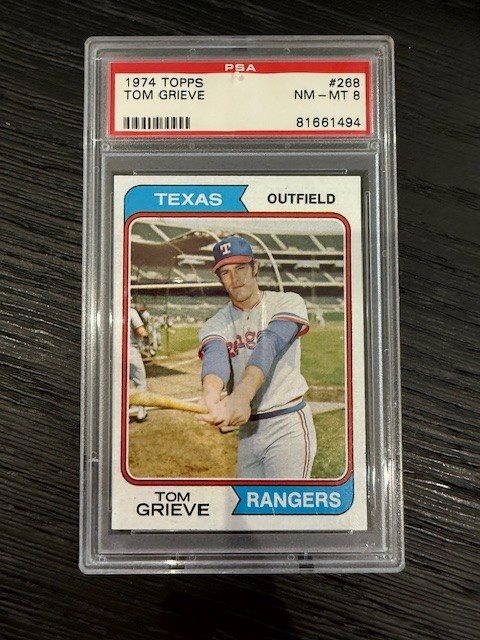 PSA
1974 TOPPS #268
TOM GRIEVE NM - MT 8
81661494
TEXAS OUTFIELD
T
TOM GRIEVE
RANGERS